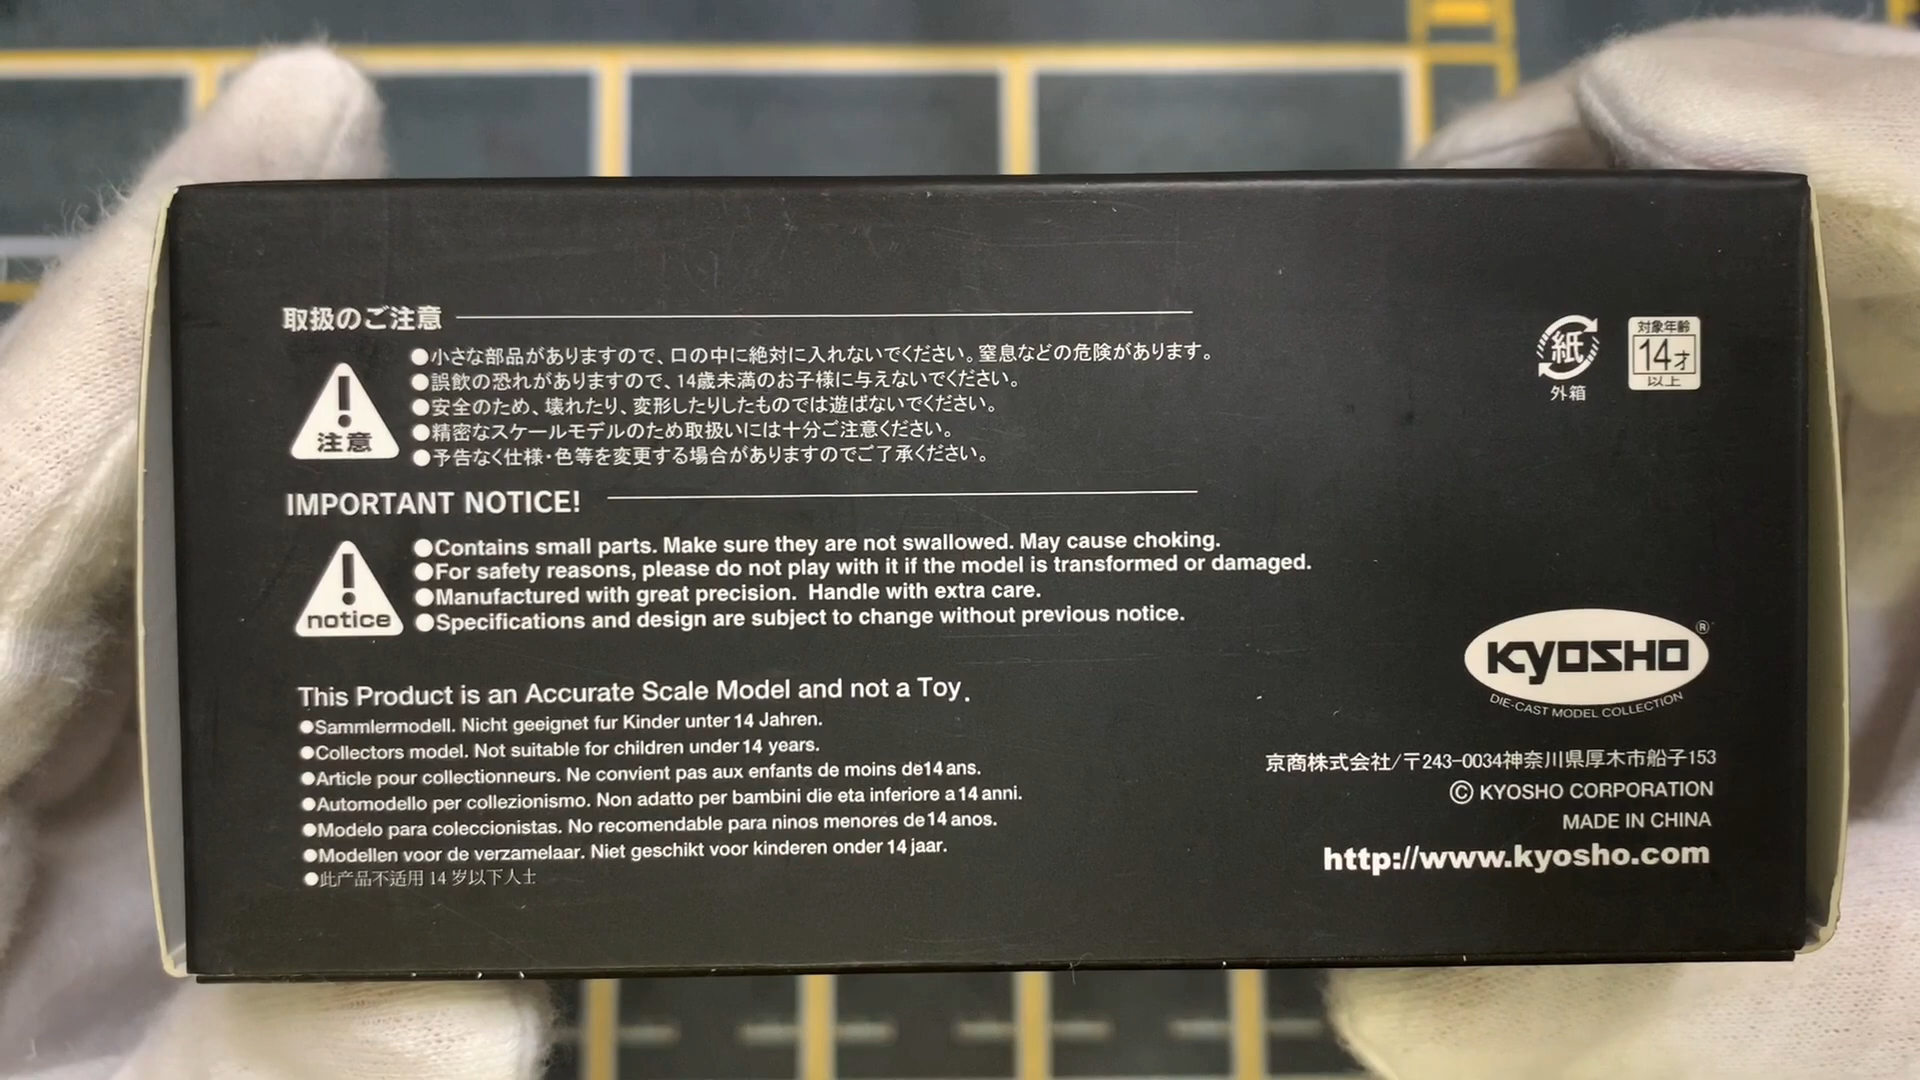 取扱のご注意
注意
●小さな部品がありますので、口の中に絶対に入れないでください。窒息などの危険があります。
●誤飲の恐れがありますので、14歳未満のお子様に与えないでください。
●安全のため、壊れたり、変形したりしたものでは遊ばないでください。
●精密なスケールモデルのため取扱いには十分ご注意ください。
●予告なく仕様・色等を変更する場合がありますのでご了承ください。
紙
外箱
対象年齢
14才
以上
IMPORTANT NOTICE!
notice
●Contains small parts. Make sure they are not swallowed. May cause choking.
●For safety reasons, please do not play with it if the model is transformed or damaged.
●Manufactured with great precision. Handle with extra care.
●Specifications and design are subject to change without previous notice.
This Product is an Accurate Scale Model and not a Toy.
●Sammlermodell. Nicht geeignet fur Kinder unter 14 Jahren.
●Collectors model. Not suitable for children under 14 years.
●Article pour collectionneurs. Ne convient pas aux enfants de moins de14 ans.
●Automodello per collezionismo. Non adatto per bambini die eta inferiore a 14 anni.
●Modelo para coleccionistas. No recomendable para ninos menores de 14 anos.
●Modellen voor de verzamelaar. Niet geschikt voor kinderen onder 14 jaar.
●此产品不适用 14 岁以下人士
KYOSHO ®
DIE-CAST MODEL COLLECTION
京商株式会社/〒243-0034神奈川県厚木市船子153
© KYOSHO CORPORATION
MADE IN CHINA
http://www.kyosho.com